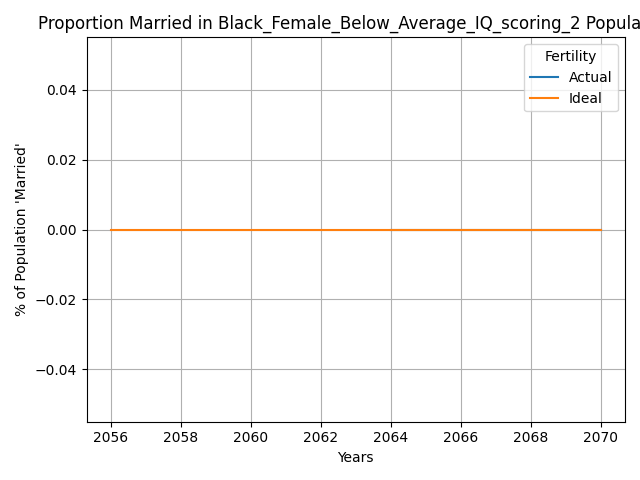 Proportion Married in Black_Female_Below_Average_IQ_scoring_2 Popula
Fertility
Actual
Ideal
0.04
0.02
0.00
−0.02
−0.04
% of Population 'Married'
2056 2058 2060 2062 2064 2066 2068 2070
Years